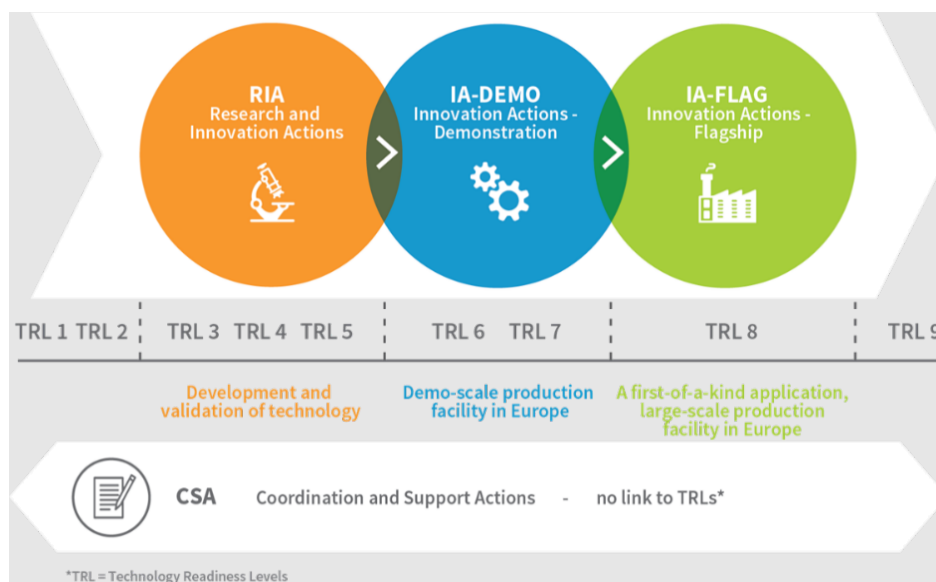 RIA
Research and
Innovation Actions
IA-DEMO
Innovation Actions -
Demonstration
IA-FLAG
Innovation Actions -
Flagship
TRL 1 TRL 2 TRL 3 TRL 4 TRL 5 TRL 6 TRL 7 TRL 8 TRL 9
Development and
validation of technology
Demo-scale production
facility in Europe
A first-of-a-kind application,
large-scale production
facility in Europe
CSA Coordination and Support Actions - no link to TRLs*
*TRL = Technology Readiness Levels